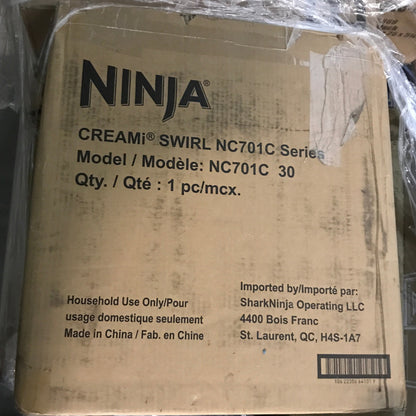 NINJA®
CREAMi® SWIRL NC701C Series
Model / Modèle: NC701C 30
Qty. / Qté : 1 pc/mcx.
Household Use Only/Pour
usage domestique seulement
Made in China / Fab. en Chine
Imported by/Importé par:
SharkNinja Operating LLC
4400 Bois Franc
St. Laurent, QC, H4S-1A7